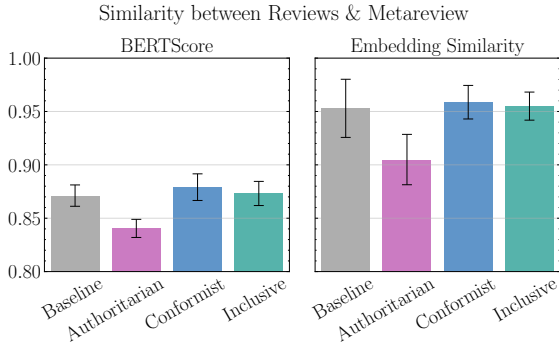 Similarity between Reviews & Metareview
BERTScore
Embedding Similarity
1.00
0.95
0.90
0.85
0.80
Baseline
Authoritarian
Conformist
Inclusive
Baseline
Authoritarian
Conformist
Inclusive